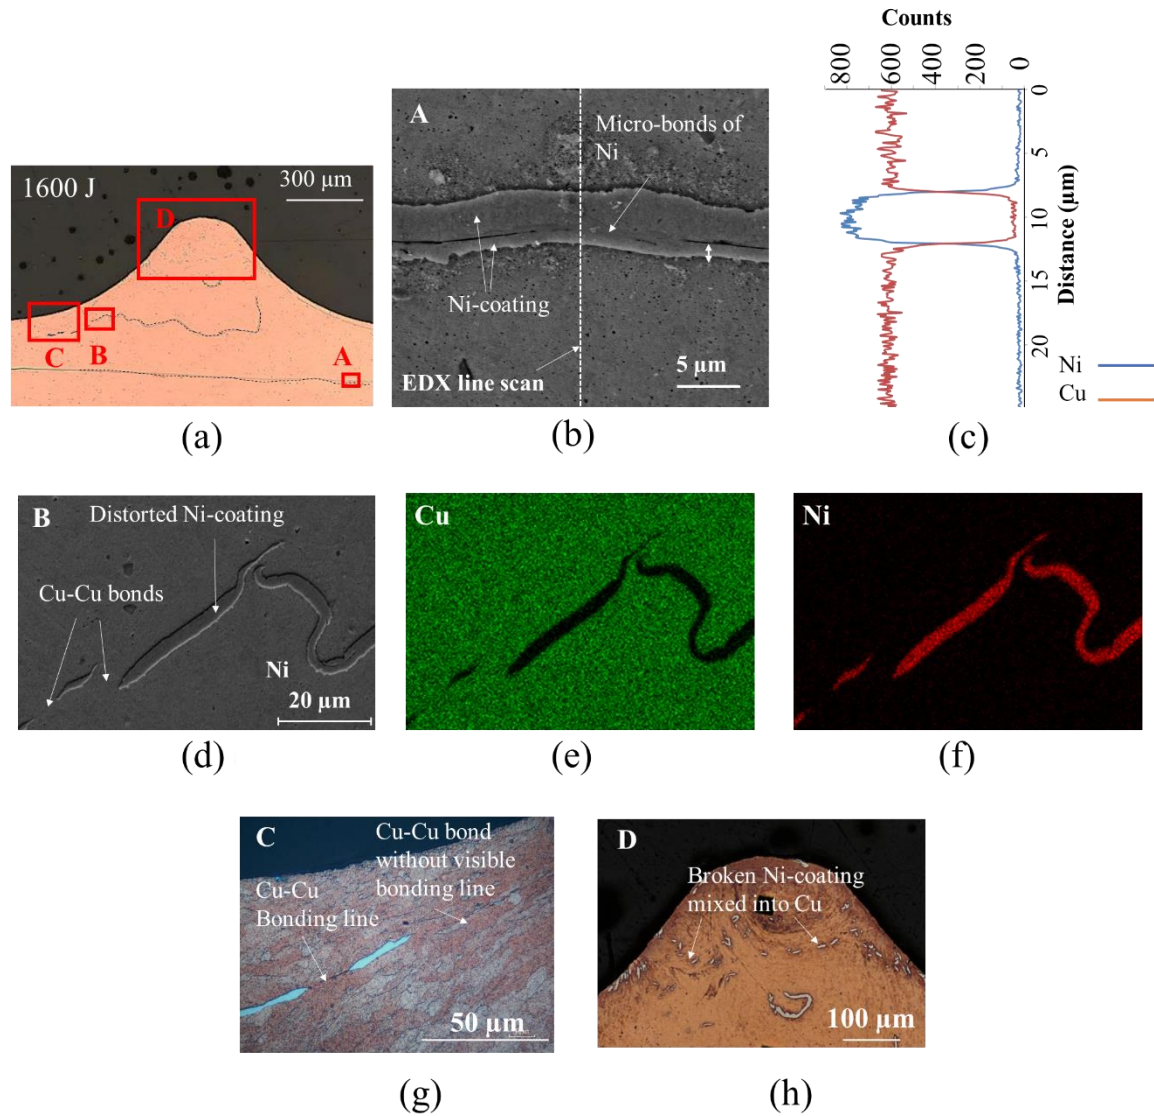 Counts
800
600
400
200
0
0
5
10
15
20
Distance (μm)
Ni
Cu
(c)
1600 J
300 μm
D
C
B
A
(a)
A
Micro-bonds of
Ni
Ni-coating
EDX line scan
5 μm
(b)
B
Distorted Ni-coating
Cu-Cu bonds
Ni
20 μm
(d)
Cu
(e)
Ni
(f)
C
Cu-Cu bond
without visible
bonding line
Cu-Cu
Bonding line
50 μm
(g)
D
Broken Ni-coating
mixed into Cu
100 μm
(h)